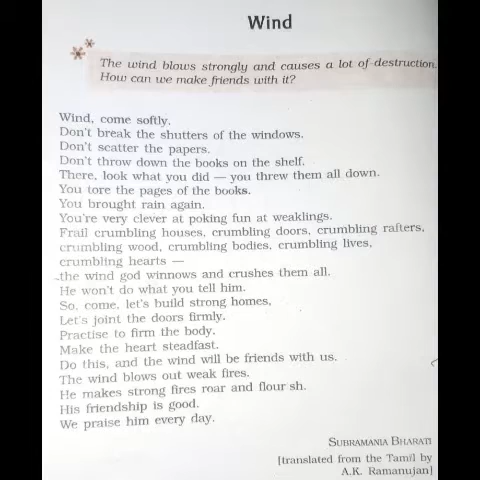 Wind
The wind blows strongly and causes a lot of destruction.
How can we make friends with it?
Wind, come softly.
Don't break the shutters of the windows.
Don't scatter the papers.
Don't throw down the books on the shelf.
There, look what you did — you threw them all down.
You tore the pages of the books.
You brought rain again.
You're very clever at poking fun at weaklings.
Frail crumbling houses, crumbling doors, crumbling rafters,
crumbling wood, crumbling bodies, crumbling lives,
crumbling hearts —
the wind god winnows and crushes them all.
He won't do what you tell him.
So, come, let's build strong homes,
Let's joint the doors firmly.
Practise to firm the body.
Make the heart steadfast.
Do this, and the wind will be friends with us.
The wind blows out weak fires.
He makes strong fires roar and flour sh.
His friendship is good.
We praise him every day.
SUBRAMANIA BHARATI
[translated from the Tamil by
A.K. Ramanujan]